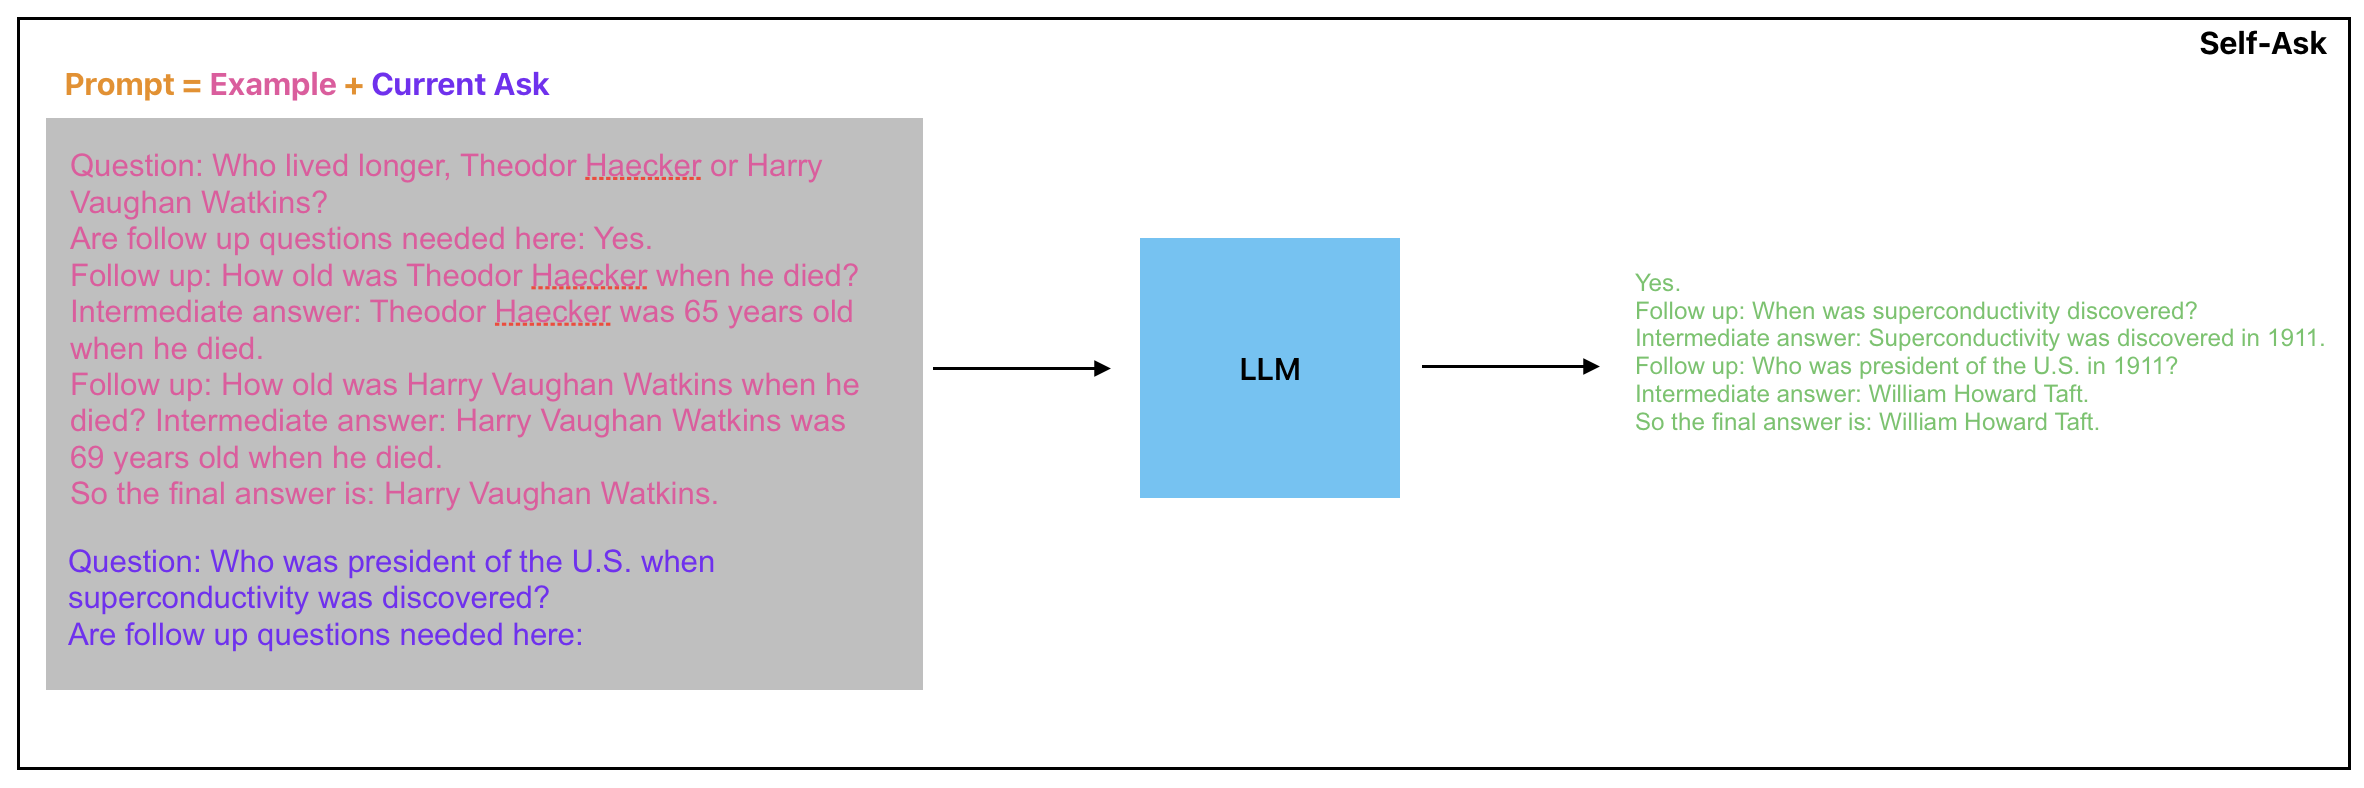 Self-Ask
Prompt = Example + Current Ask
Question: Who lived longer, Theodor Haecker or Harry
Vaughan Watkins?
Are follow up questions needed here: Yes.
Follow up: How old was Theodor Haecker when he died?
Intermediate answer: Theodor Haecker was 65 years old
when he died.
Follow up: How old was Harry Vaughan Watkins when he
died? Intermediate answer: Harry Vaughan Watkins was
69 years old when he died.
So the final answer is: Harry Vaughan Watkins.
Question: Who was president of the U.S. when
superconductivity was discovered?
Are follow up questions needed here:
LLM
Yes.
Follow up: When was superconductivity discovered?
Intermediate answer: Superconductivity was discovered in 1911.
Follow up: Who was president of the U.S. in 1911?
Intermediate answer: William Howard Taft.
So the final answer is: William Howard Taft.